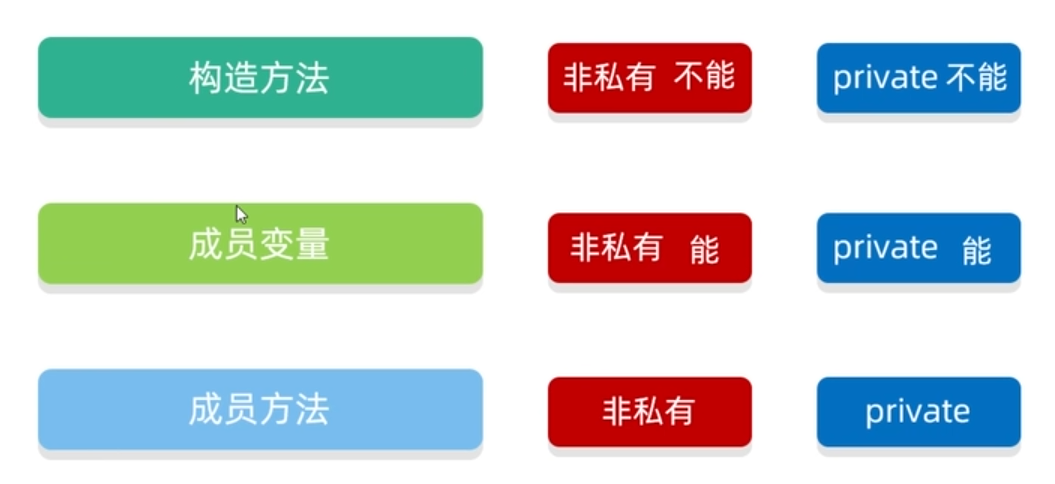 构造方法 非私有 不能 private 不能
成员变量 非私有 能 private 能
成员方法 非私有 private